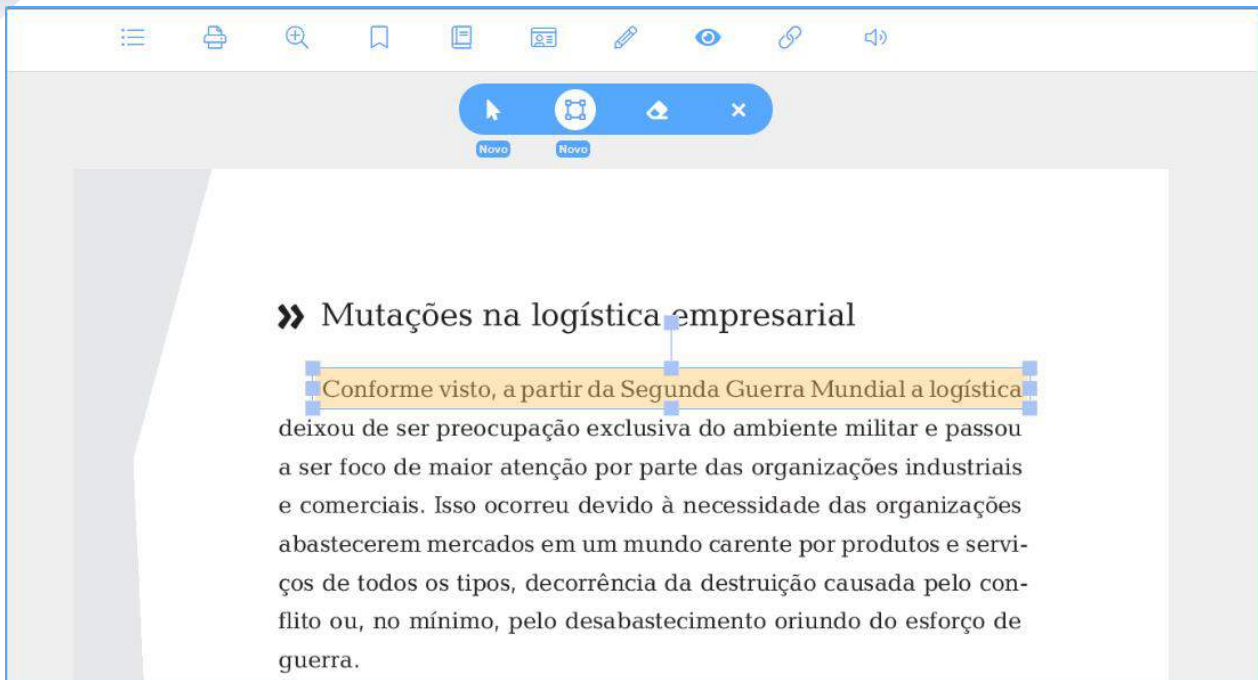 Novo Novo
» Mutações na logística empresarial
Conforme visto, a partir da Segunda Guerra Mundial a logística
deixou de ser preocupação exclusiva do ambiente militar e passou
a ser foco de maior atenção por parte das organizações industriais
e comerciais. Isso ocorreu devido à necessidade das organizações
abastecerem mercados em um mundo carente por produtos e servi-
ços de todos os tipos, decorrência da destruição causada pelo con-
flito ou, no mínimo, pelo desabastecimento oriundo do esforço de
guerra.